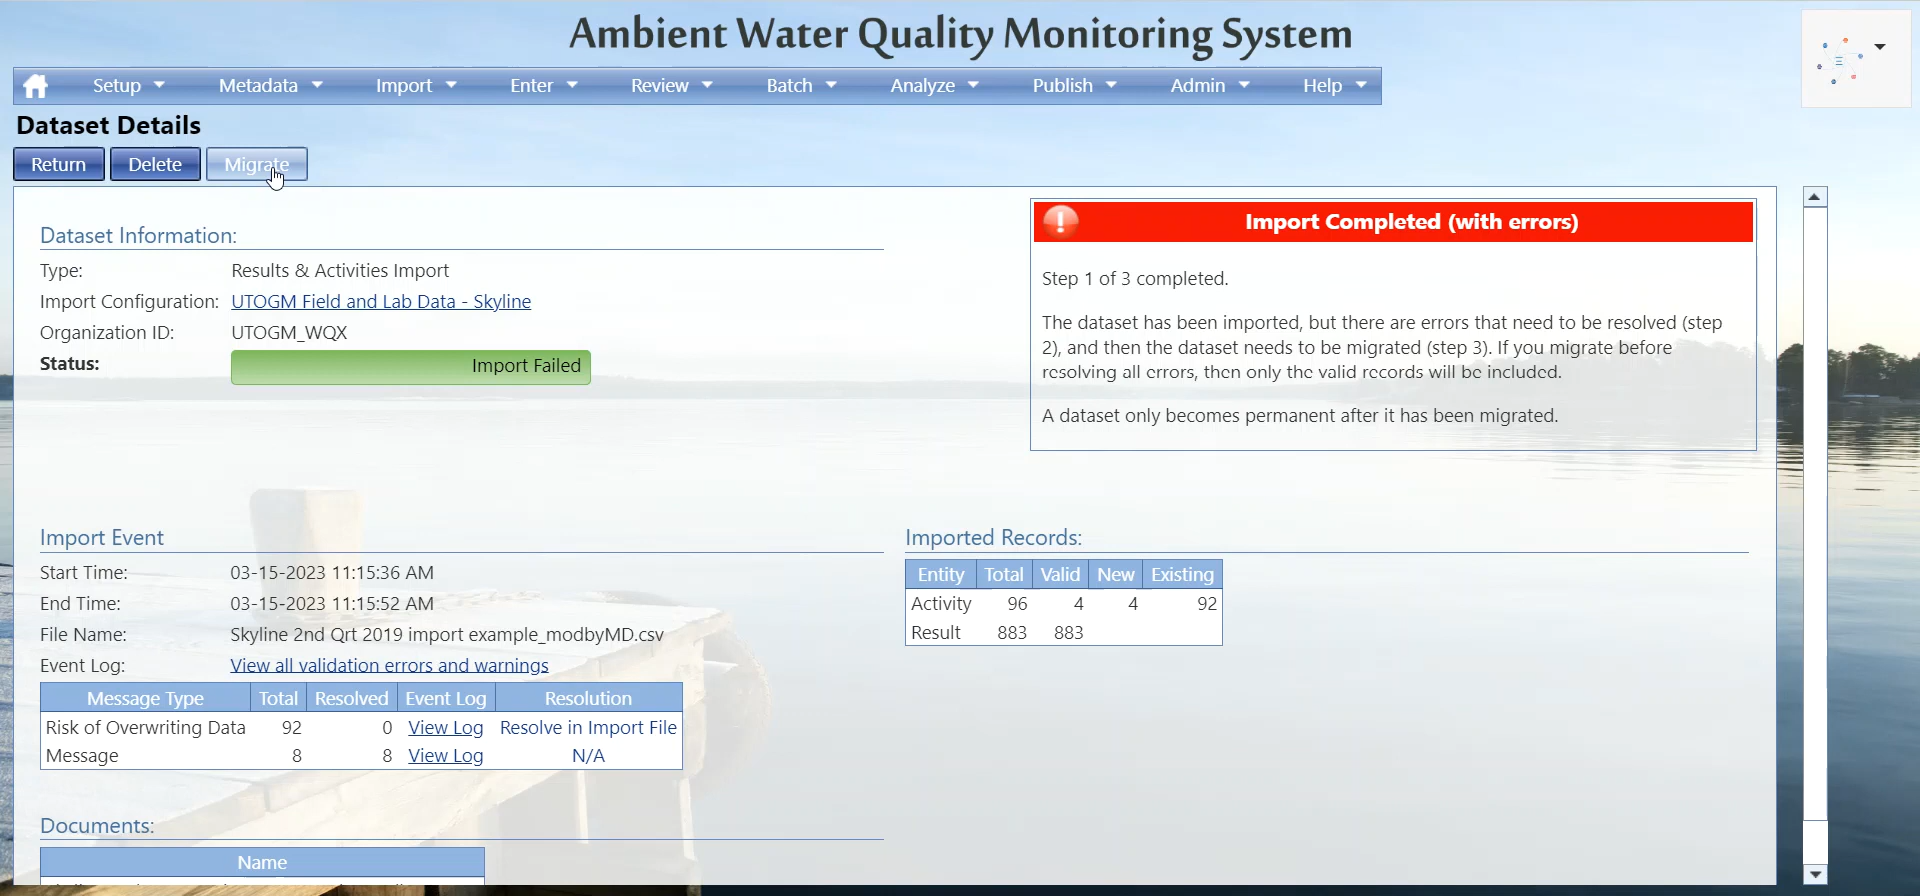 Ambient Water Quality Monitoring System
Setup Metadata Import Enter Review Batch Analyze Publish Admin Help
Dataset Details
Return Delete Migrate
Dataset Information:
Type: Results & Activities Import
Import Configuration: UTOGM Field and Lab Data - Skyline
Organization ID: UTOGM_WQX
Status: Import Failed
Import Completed (with errors)
Step 1 of 3 completed.
The dataset has been imported, but there are errors that need to be resolved (step
2), and then the dataset needs to be migrated (step 3). If you migrate before
resolving all errors, then only the valid records will be included.
A dataset only becomes permanent after it has been migrated.
Import Event
Start Time: 03-15-2023 11:15:36 AM
End Time: 03-15-2023 11:15:52 AM
File Name: Skyline 2nd Qrt 2019 import example_modbyMD.csv
Event Log: View all validation errors and warnings
Message Type Total Resolved Event Log Resolution
Risk of Overwriting Data 92 0 View Log Resolve in Import File
Message 8 8 View Log N/A
Imported Records:
Entity Total Valid New Existing
Activity 96 4 4 92
Result 883 883
Documents:
Name